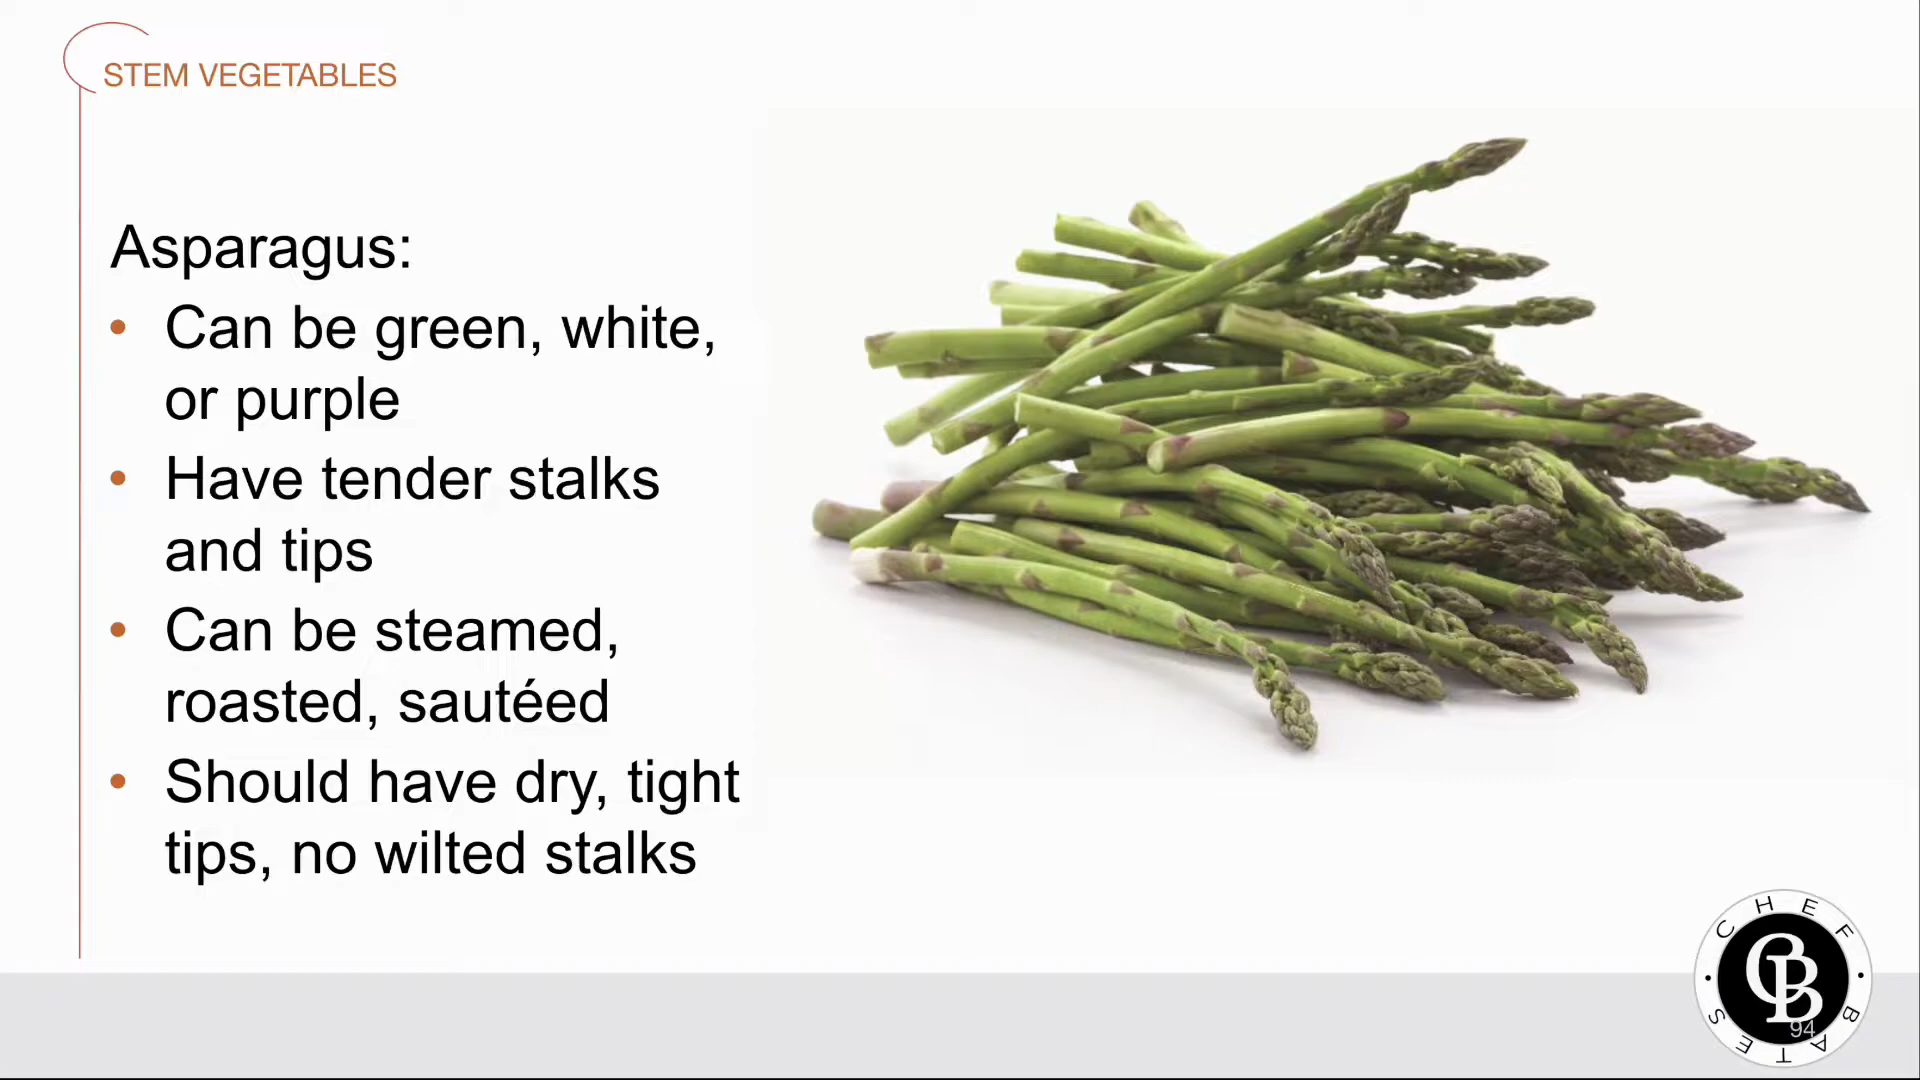 STEM VEGETABLES
Asparagus:
• Can be green, white,
or purple
• Have tender stalks
and tips
• Can be steamed,
roasted, sautéed
• Should have dry, tight
tips, no wilted stalks
CHEF
CB
94
BATES